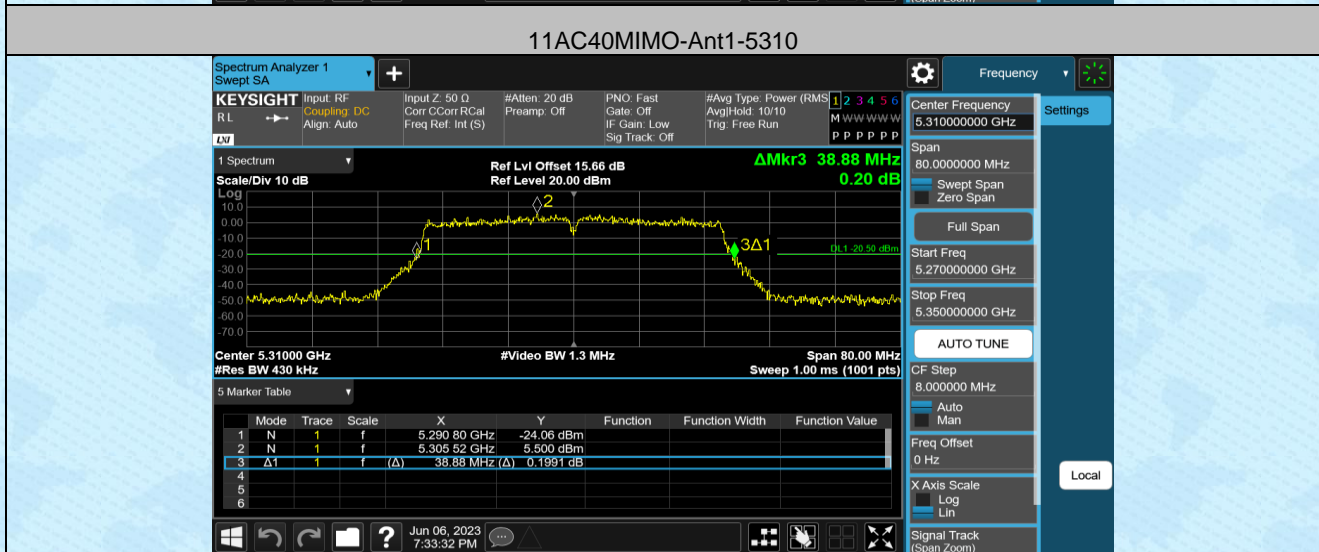 (Span Zoom)
11AC40MIMO-Ant1-5310
Spectrum Analyzer 1
Swept SA
Frequency
KEYSIGHT
RL
LXI
Input: RF
Coupling: DC
Align: Auto
Input Z: 50 Ω
Corr CCorr RCal
Freq Ref: Int (S)
#Atten: 20 dB
Preamp: Off
PNO: Fast
Gate: Off
IF Gain: Low
Sig Track: Off
#Avg Type: Power (RMS
Avg|Hold: 10/10
Trig: Free Run
1 2 3 4 5 6
M W W W W W
P P P P P P
Center Frequency
5.310000000 GHz
Settings
1 Spectrum
Scale/Div 10 dB
Ref Lvl Offset 15.66 dB
Ref Level 20.00 dBm
ΔMkr3 38.88 MHz
0.20 dB
Log
10.0
0.00
-10.0
-20.0
-30.0
-40.0
-50.0
-60.0
-70.0
1
2
3Δ1
DL1 -20.50 dBm
Center 5.31000 GHz
#Res BW 430 kHz
#Video BW 1.3 MHz
Span 80.00 MHz
Sweep 1.00 ms (1001 pts)
Span
80.0000000 MHz
Swept Span
Zero Span
Full Span
Start Freq
5.270000000 GHz
Stop Freq
5.350000000 GHz
AUTO TUNE
CF Step
8.000000 MHz
Auto
Man
Freq Offset
0 Hz
X Axis Scale
Log
Lin
Signal Track
(Span Zoom)
Local
5 Marker Table
Mode Trace Scale X Y Function Function Width Function Value
1 N 1 f 5.290 80 GHz -24.06 dBm
2 N 1 f 5.305 52 GHz 5.500 dBm
3 Δ1 1 f (Δ) 38.88 MHz (Δ) 0.1991 dB
4
5
6
?
Jun 06, 2023
7:33:32 PM